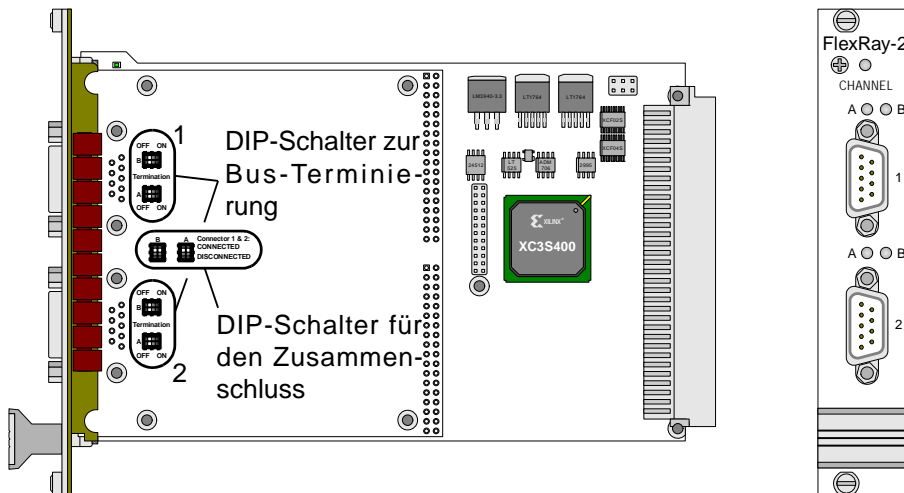 1
OFF ON
B
Termination
A
OFF ON
DIP-Schalter zur
Bus-Terminie-
rung
B A
Connector 1 & 2:
CONNECTED
DISCONNECTED
OFF ON
B
Termination
A
OFF ON
2
DIP-Schalter für
den Zusammen-
schluss
LM2940-3.3
LT1764
LT1764
XCF02S
XCF04S
24512
LT
525
ADM
706
2995
XILINX
XC3S400
FlexRay-2
CHANNEL
A B
1
A B
2